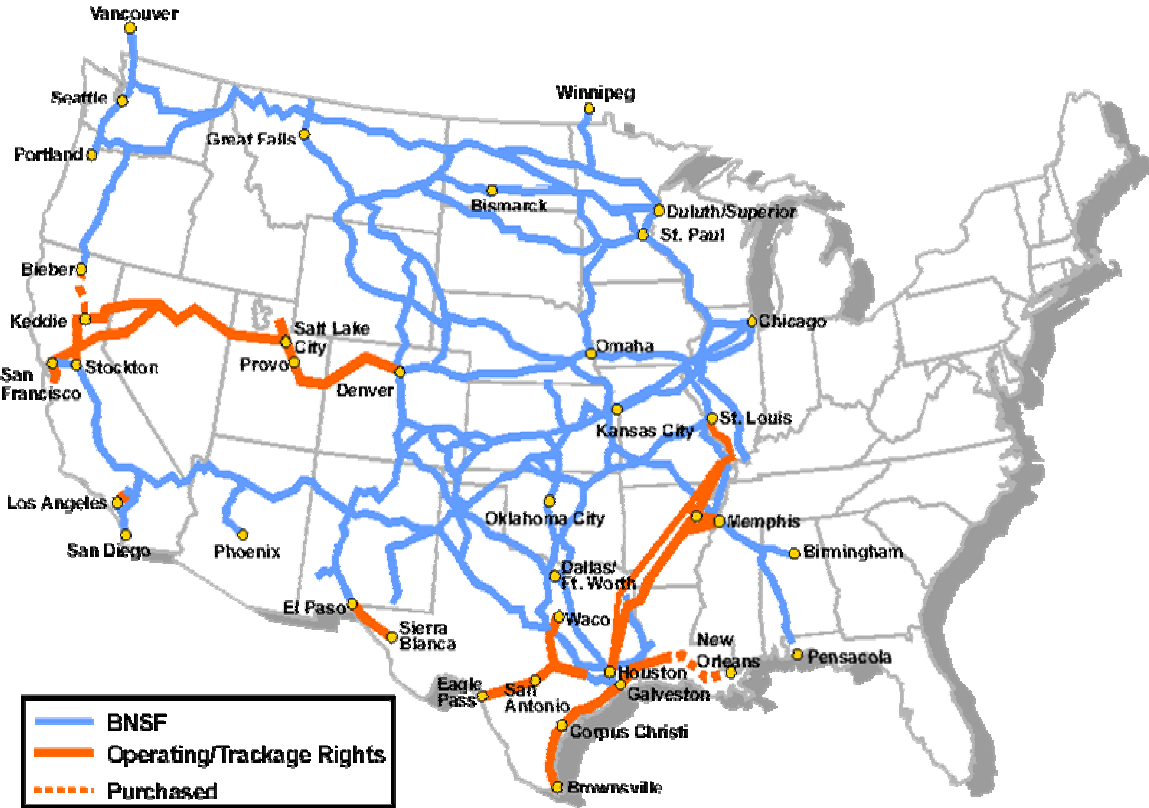 Vancouver
Seattle
Winnipeg
Great Falls
Portland
Bismarck
Duluth/Superior
St. Paul
Bieber
Keddie
Chicago
Salt Lake
City
Omaha
Provo
Stockton
San
Francisco
Denver
Kansas City
St. Louis
Los Angeles
Oklahoma City
Memphis
San Diego
Phoenix
Birmingham
Dallas/
Ft. Worth
El Paso
Waco
Sierra
Blanca
New
Orleans
Pensacola
Houston
Eagle
Pass
San
Antonio
Galveston
Corpus Christi
Brownsville
BNSF
Operating/Trackage Rights
Purchased